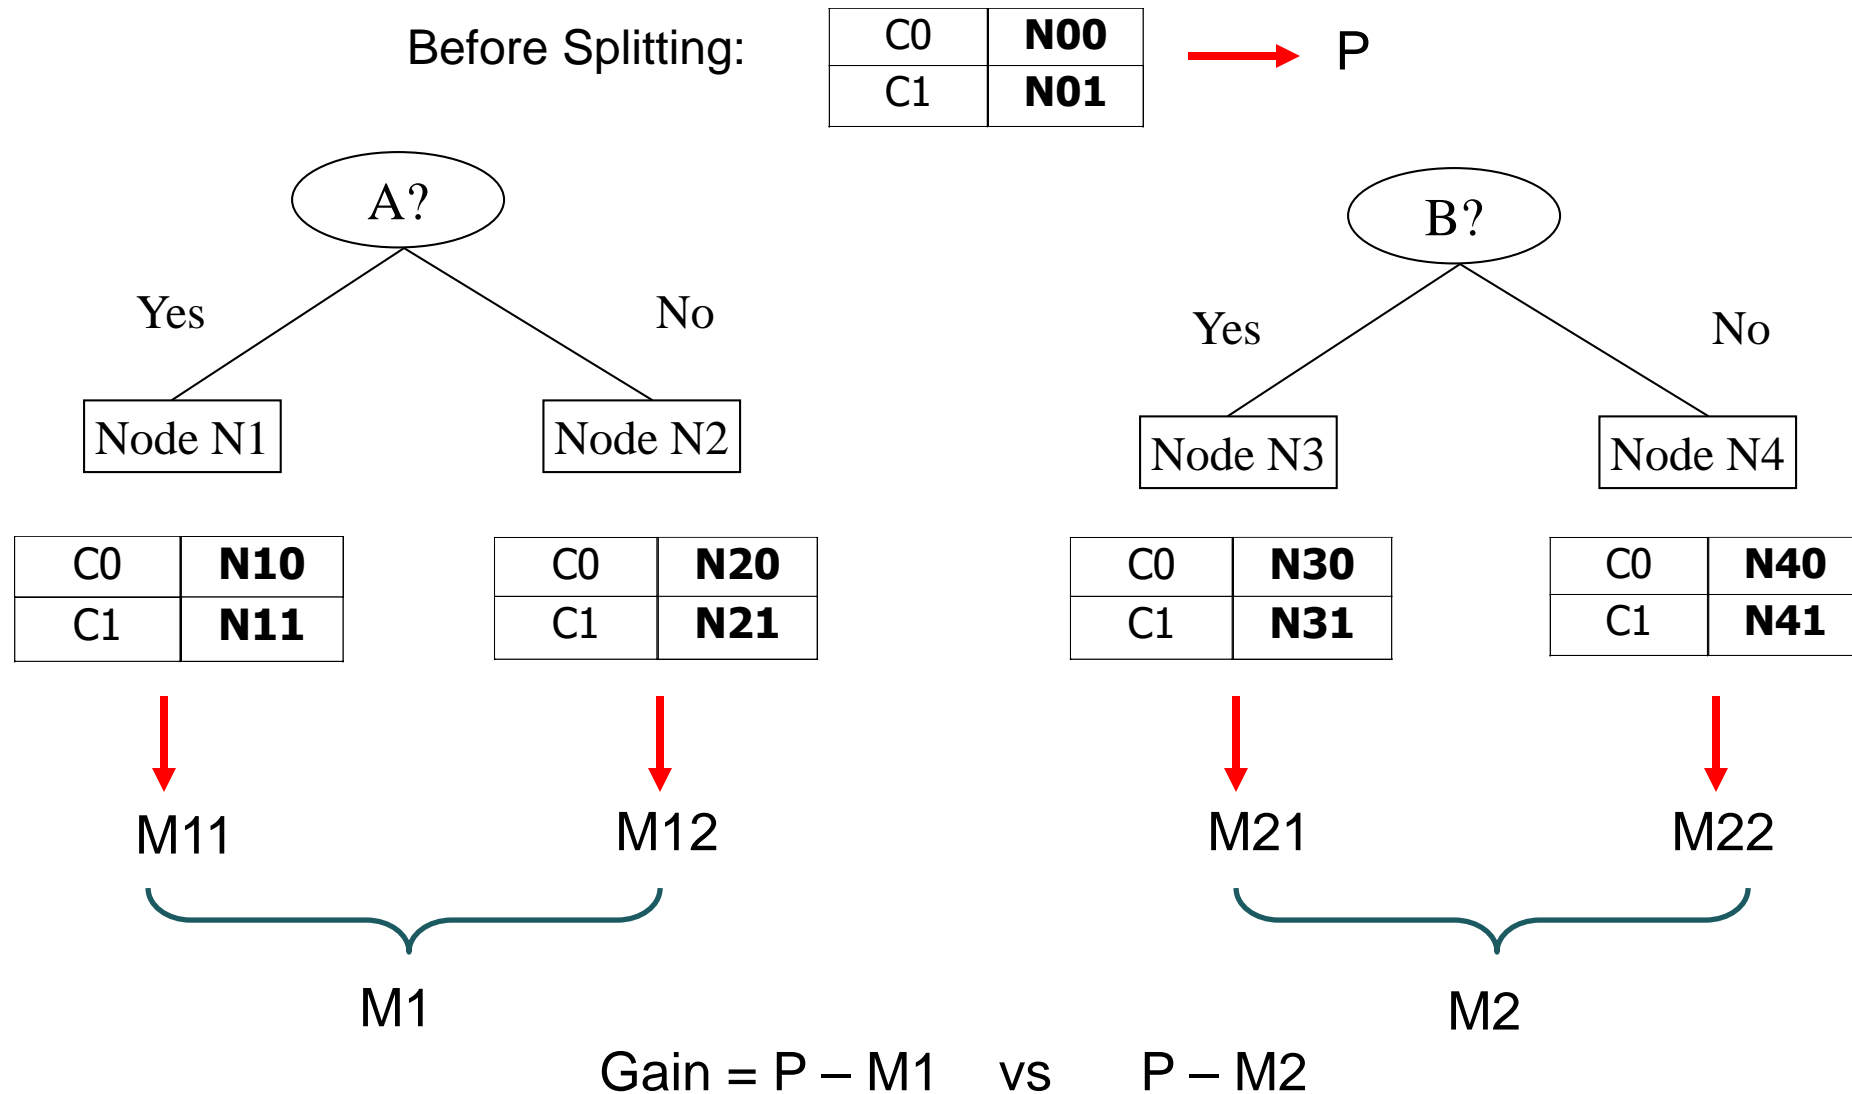 Before Splitting:
C0 N00
C1 N01
P
A?
B?
Yes
No
Yes
No
Node N1
Node N2
Node N3
Node N4
C0 N10
C1 N11
C0 N20
C1 N21
C0 N30
C1 N31
C0 N40
C1 N41
M11
M12
M21
M22
M1
M2
Gain = P – M1 vs P – M2